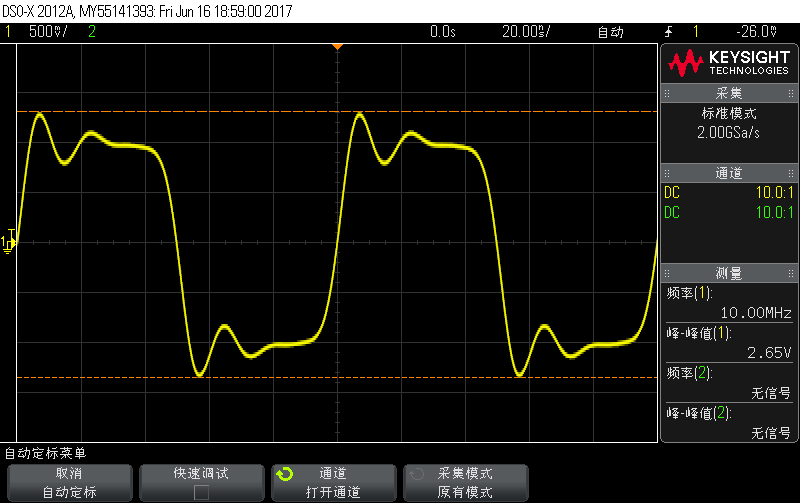 DSO-X 2012A, MY55141393: Fri Jun 16 18:59:00 2017
1 500mV/ 2 0.0s 20.00ns/ 自动 1 -26.0mV
KEYSIGHT
TECHNOLOGIES
采集
标准模式
2.00GSa/s
通道
DC 10.0:1
DC 10.0:1
测量
频率(1):
10.00MHz
峰-峰值(1):
2.65V
频率(2):
无信号
峰-峰值(2):
无信号
1
自动定标菜单
取消
自动定标
快速调试
通道
打开通道
采集模式
原有模式